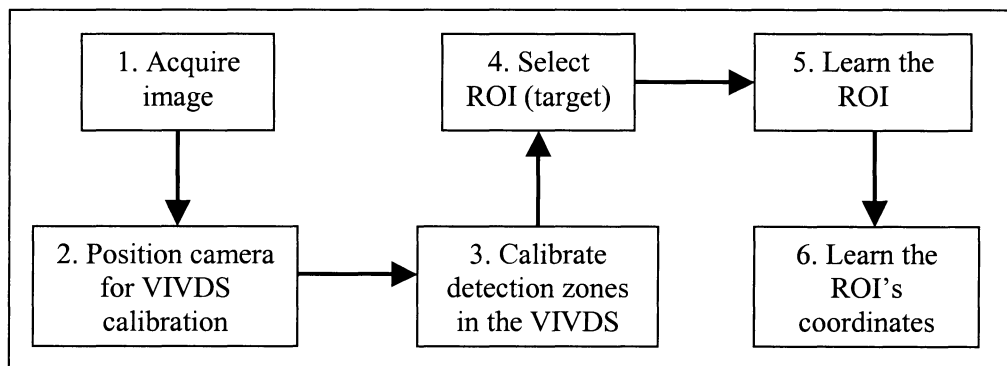 1. Acquire
image
2. Position camera
for VIVDS
calibration
3. Calibrate
detection zones
in the VIVDS
4. Select
ROI (target)
5. Learn the
ROI
6. Learn the
ROI's
coordinates